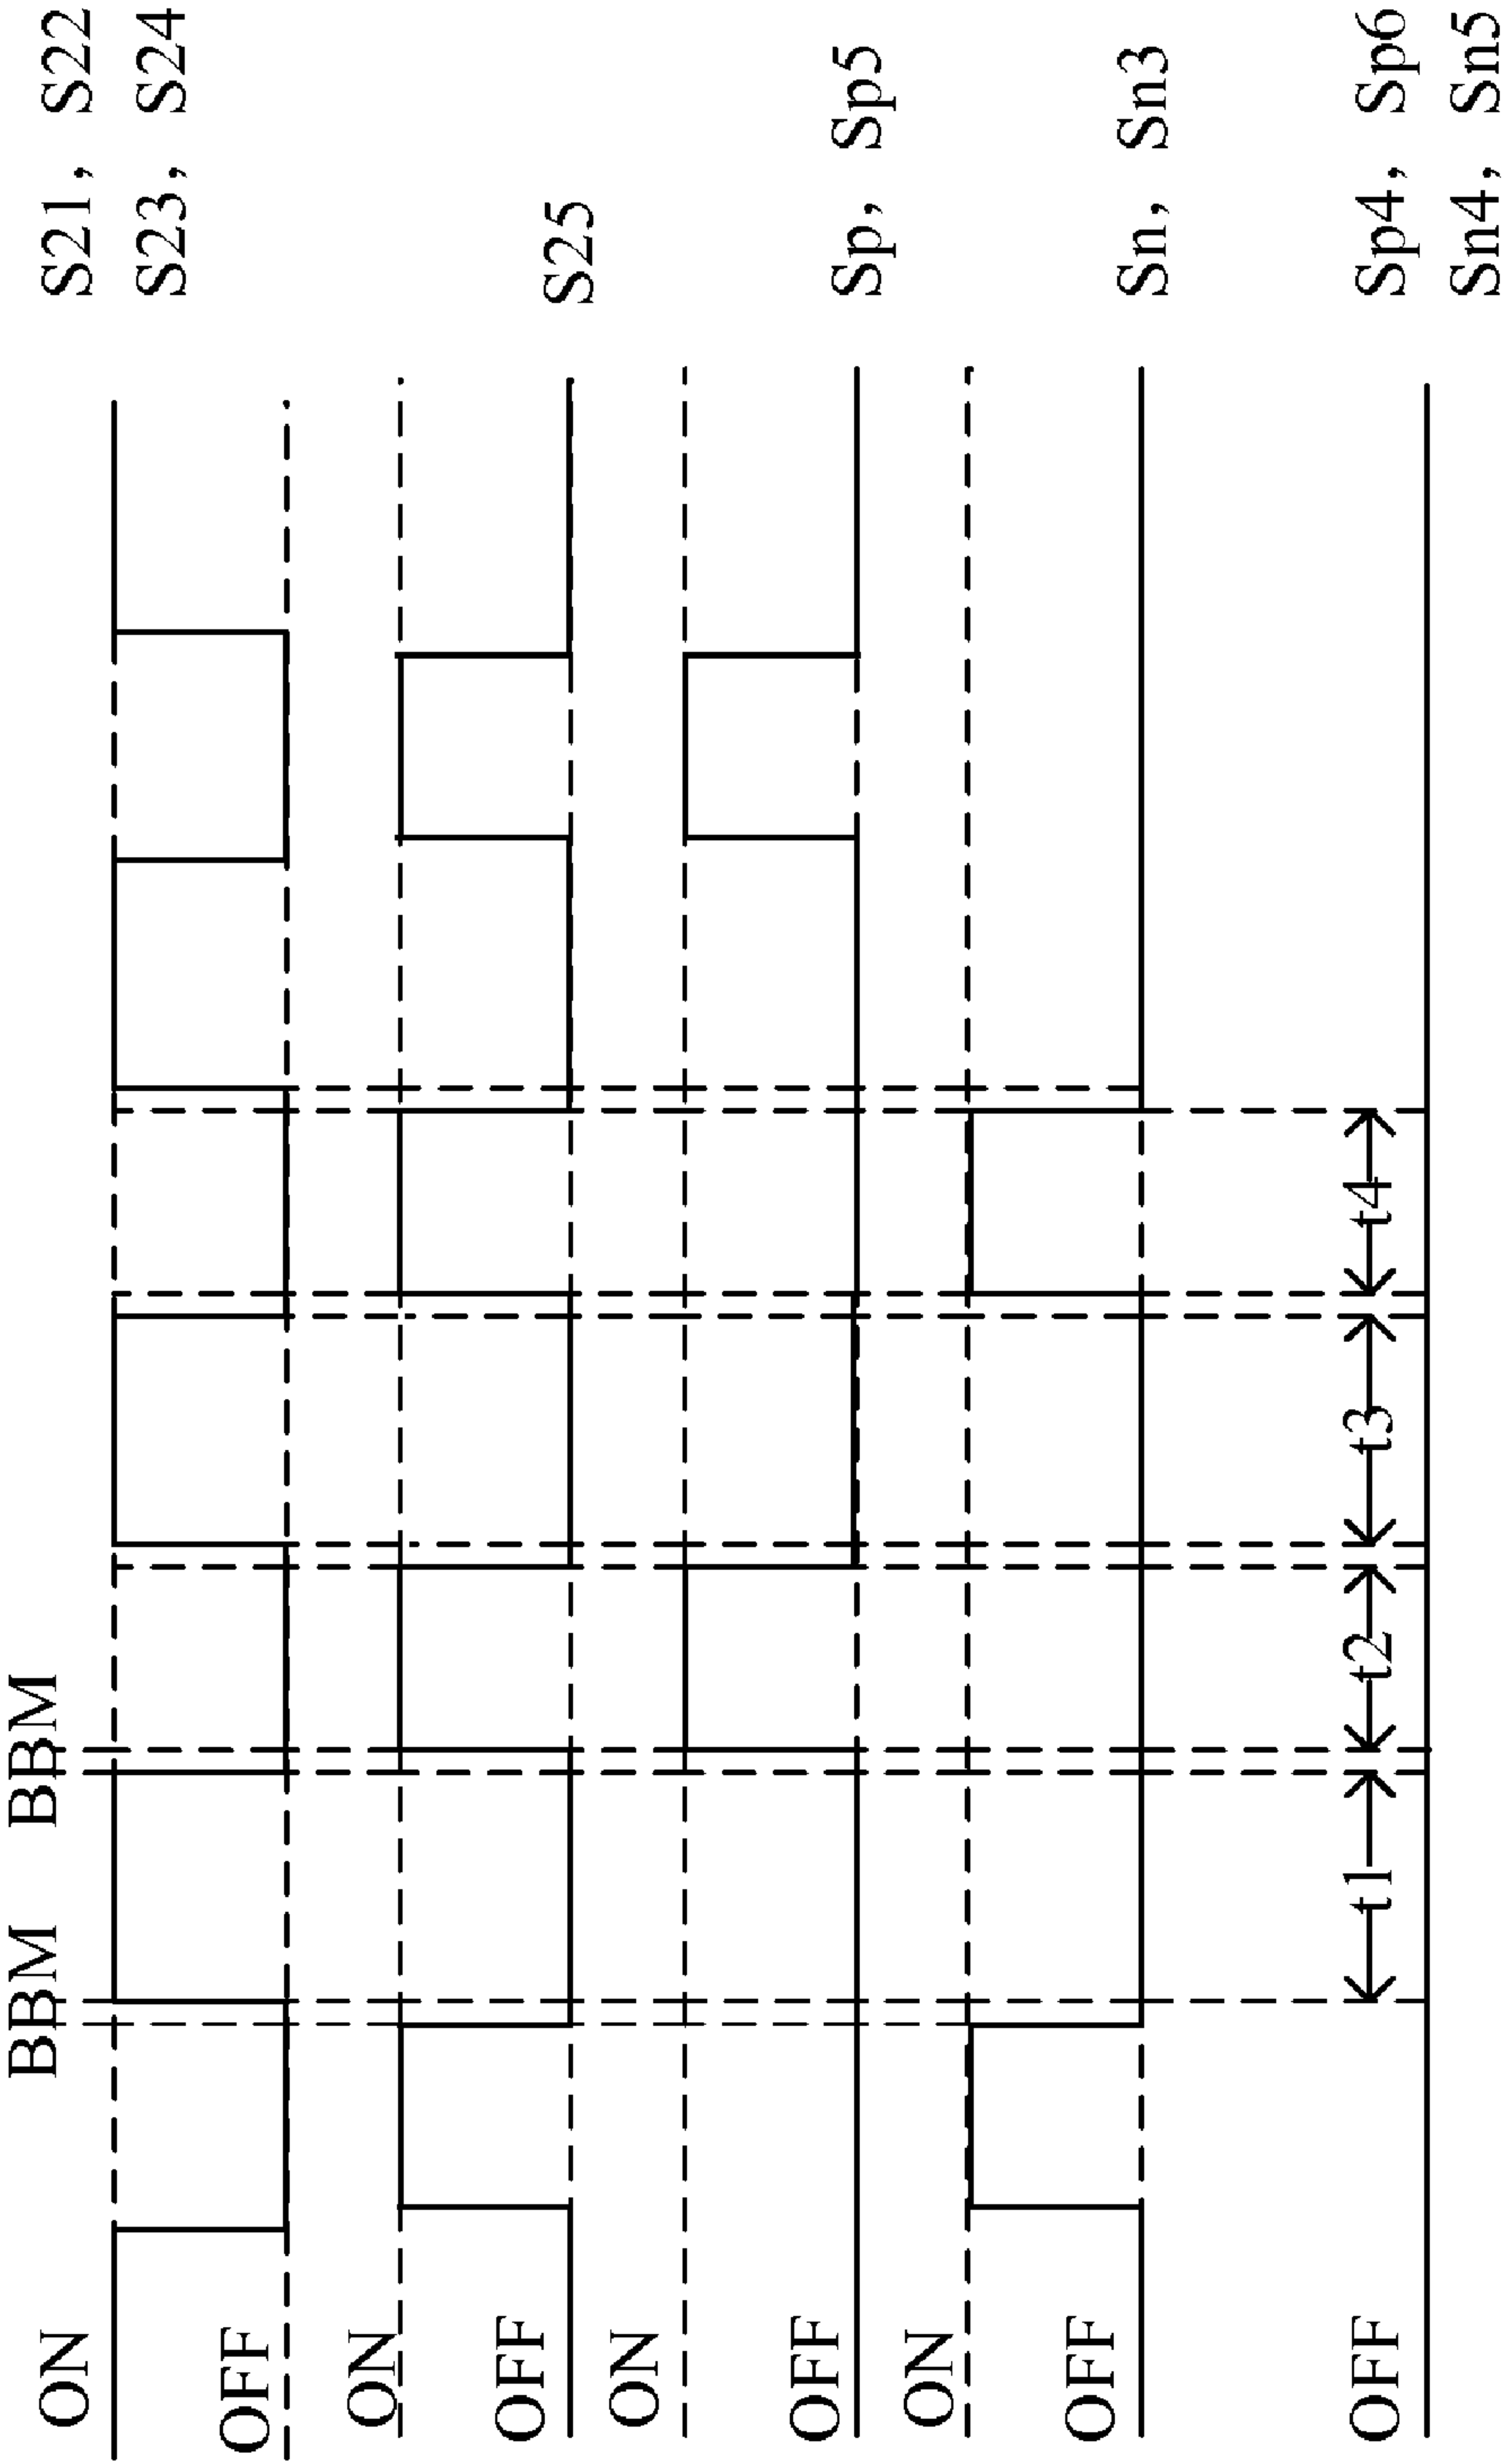 BBM BBM
ON
S21, S22
S23, S24
OFF
ON
S25
OFF
ON
Sp, Sp5
OFF
ON
Sn, Sn3
OFF
t1 t2 t3 t4
OFF
Sp4, Sp6
Sn4, Sn5